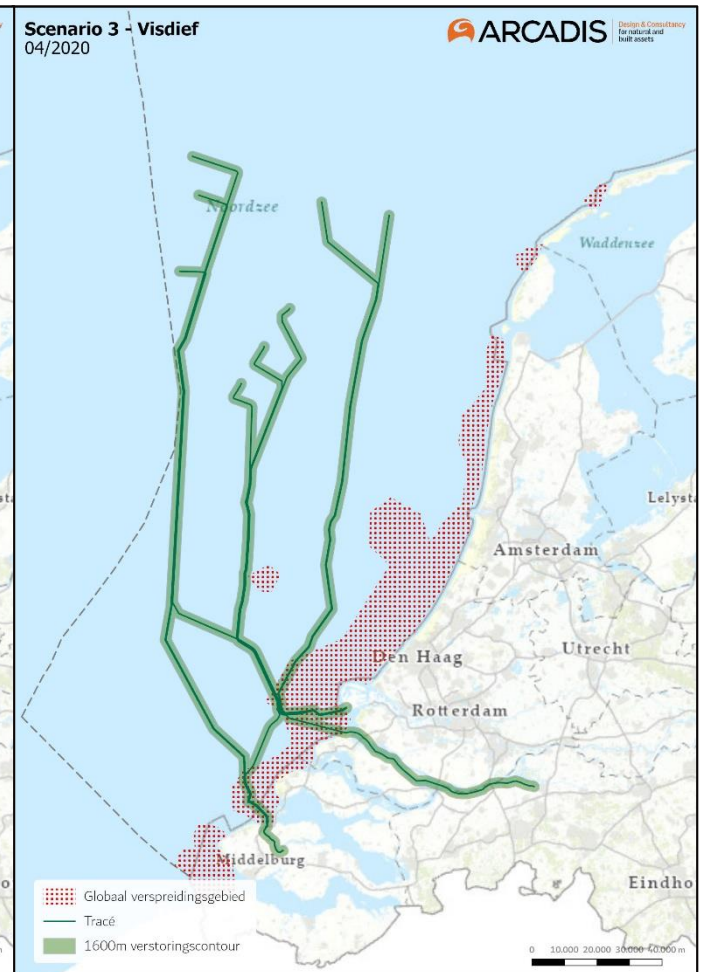 Scenario 3 - Visdief
04/2020
ARCADIS
Design & Consultancy
for natural and
built assets
Noordzee
Waddenzee
Lelysta
Amsterdam
Utrecht
Den Haag
Rotterdam
Middelburg
Eindho
Globaal verspreidingsgebied
Tracé
1600m verstoringscontour
0 10.000 20.000 30.000 40.000 m